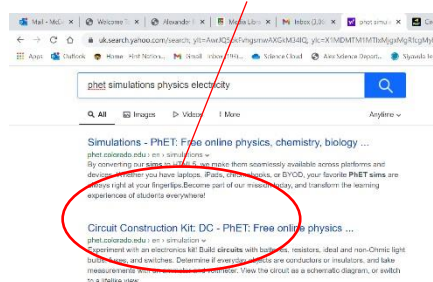 Mail - McD
Welcome T
Alexander I
Media Libra
phet simula
uk.search.yahoo.com/search;
Apps Outlook Home
Science Cloud
phet simulations physics electricity
All Images Videos More Anytime
Simulations - PhET: Free online physics, chemistry, biology ...
phet.colorado.edu › en › simulations
By converting our sims to HTML5, we make them seamlessly available across platforms and
devices. Whether you have laptops, iPads, chromebooks, or BYOD, your favorite PhET sims are
always right at your fingertips. Become part of our mission today, and transform the learning
experiences of students everywhere!
Circuit Construction Kit: DC - PhET: Free online physics ...
phet.colorado.edu › en › simulation
Experiment with an electronics kit! Build circuits with batteries, resistors, ideal and non-Ohmic light
bulbs, fuses, and switches. Determine if everyday objects are conductors or insulators, and take
measurements with an ammeter and voltmeter. View the circuit as a schematic diagram, or switch
to a lifelike view.